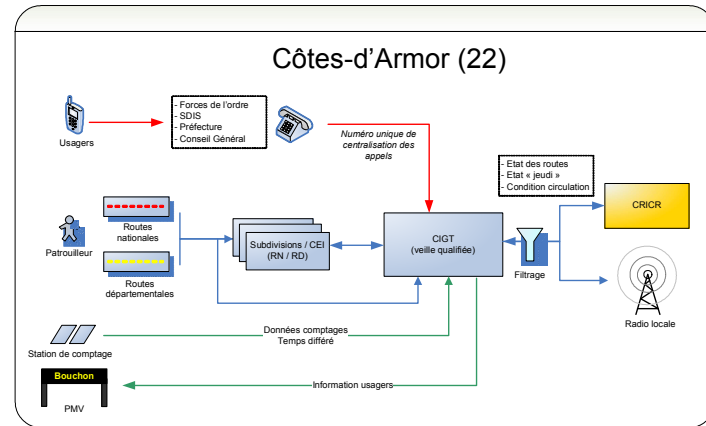 Côtes-d'Armor (22)
- Forces de l'ordre
- SDIS
- Préfecture
- Conseil Général
Usagers
Numéro unique de
centralisation des
appels
- Etat des routes
- Etat « jeudi »
- Condition circulation
CRICR
Routes
nationales
Patrouilleur
Subdivisions / CEI
(RN / RD)
CIGT
(veille qualifiée)
Filtrage
Routes
départementales
Radio locale
Données comptages
Temps différé
Station de comptage
Bouchon
Information usagers
PMV